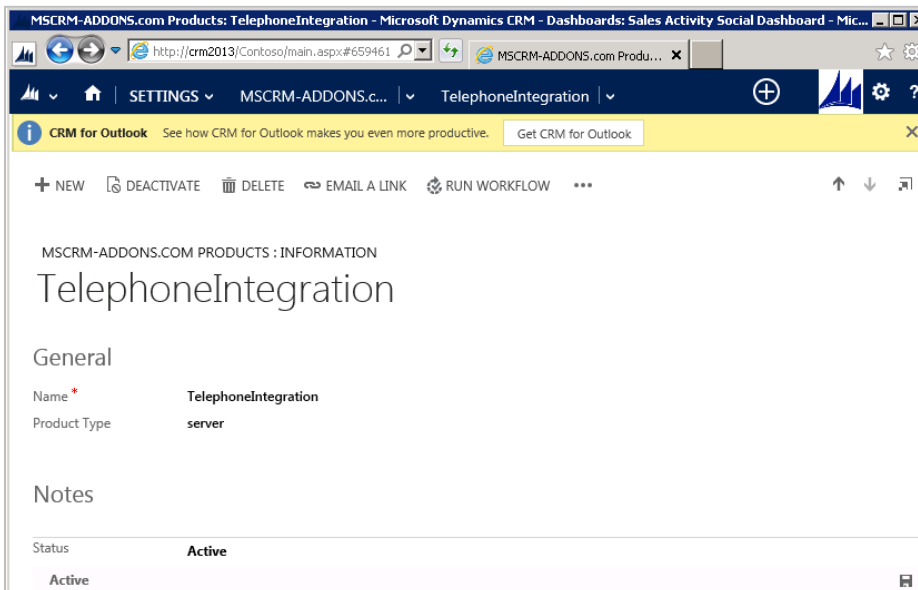 MSCRM-ADDONS.com Products: TelephoneIntegration - Microsoft Dynamics CRM - Dashboards: Sales Activity Social Dashboard - Mic...
http://crm2013/Contoso/main.aspx#659461 MSCRM-ADDONS.com Produ...
SETTINGS MSCRM-ADDONS.c... TelephoneIntegration ?
CRM for Outlook See how CRM for Outlook makes you even more productive. Get CRM for Outlook
NEW DEACTIVATE DELETE EMAIL A LINK RUN WORKFLOW ...
MSCRM-ADDONS.COM PRODUCTS : INFORMATION
TelephoneIntegration
General
Name * TelephoneIntegration
Product Type server
Notes
Status Active
Active